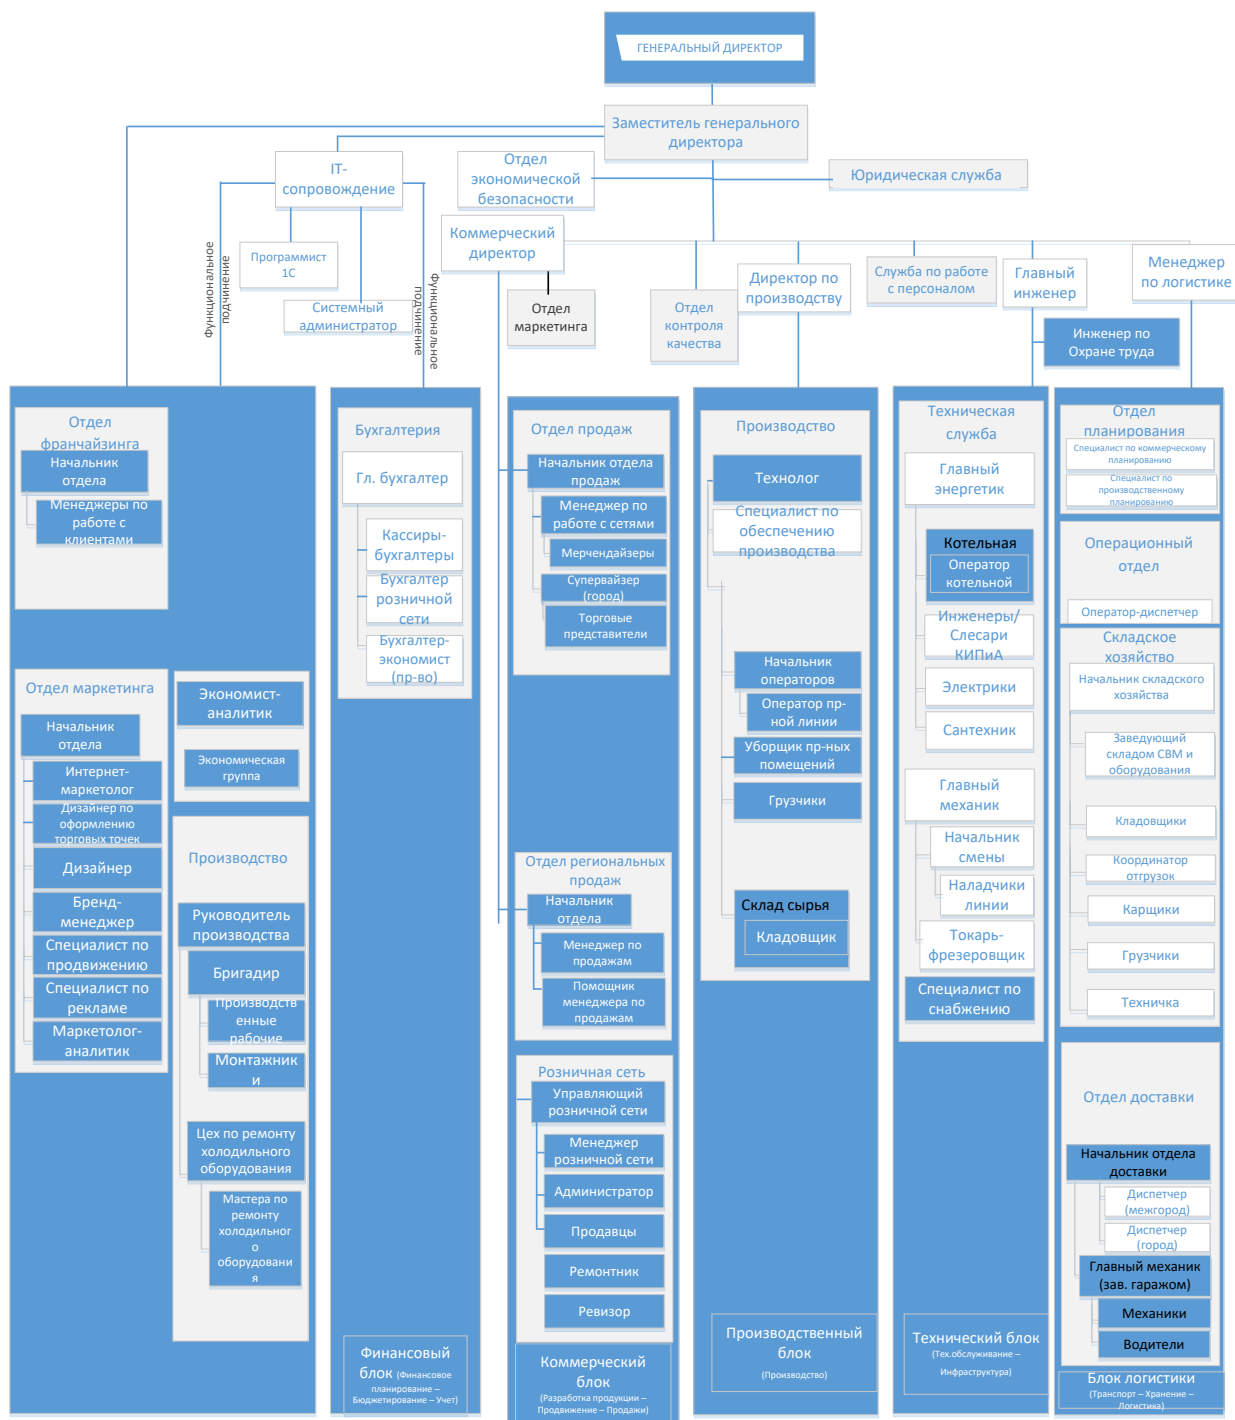 ГЕНЕРАЛЬНЫЙ ДИРЕКТОР
Заместитель генерального
директора
IT-
сопровождение
Отдел
экономической
безопасности
Юридическая служба
Функциональное
подчинение
Программист
1С
Системный
администратор
Функциональное
подчинение
Коммерческий
директор
Отдел
маркетинга
Отдел
контроля
качества
Директор по
производству
Служба по работе
с персоналом
Главный
инженер
Менеджер
по логистике
Инженер по
Охране труда
Отдел
франчайзинга
Начальник
отдела
Менеджеры по
работе с
клиентами
Отдел маркетинга
Начальник
отдела
Интернет-
маркетолог
Дизайнер по
оформлению
торговых точек
Дизайнер
Бренд-
менеджер
Специалист по
продвижению
Специалист по
рекламе
Маркетолог-
аналитик
Экономист-
аналитик
Экономическая
группа
Производство
Руководитель
производства
Бригадир
Производств
енные
рабочие
Монтажник
и
Цех по ремонту
холодильного
оборудования
Мастера по
ремонту
холодильног
о
оборудовани
я
Бухгалтерия
Гл. бухгалтер
Кассиры-
бухгалтеры
Бухгалтер
розничной
сети
Бухгалтер-
экономист
(пр-во)
Финансовый
блок (Финансовое
планирование –
Бюджетирование – Учет)
Отдел продаж
Начальник отдела
продаж
Менеджер по
работе с сетями
Мерчендайзеры
Супервайзер
(город)
Торговые
представители
Отдел региональных
продаж
Начальник
отдела
Менеджер по
продажам
Помощник
менеджера по
продажам
Розничная сеть
Управляющий
розничной сети
Менеджер
розничной сети
Администратор
Продавцы
Ремонтник
Ревизор
Коммерческий
блок
(Разработка продукции –
Продвижение – Продажи)
Производство
Технолог
Специалист по
обеспечению
производства
Начальник
операторов
Оператор пр-
ной линии
Уборщик пр-ных
помещений
Грузчики
Склад сырья
Кладовщик
Производственный
блок
(Производство)
Техническая
служба
Главный
энергетик
Котельная
Оператор
котельной
Инженеры/
Слесари
КИПиА
Электрики
Сантехник
Главный
механик
Начальник
смены
Наладчики
линии
Токарь-
фрезеровщик
Специалист по
снабжению
Технический блок
(Тех.обслуживание –
Инфраструктура)
Отдел
планирования
Специалист по коммерческому
планированию
Специалист по
производственному
планированию
Операционный
отдел
Оператор-диспетчер
Складское
хозяйство
Начальник складского
хозяйства
Заведующий
складом СВМ и
оборудования
Кладовщики
Координатор
отгрузок
Карщики
Грузчики
Техничка
Отдел доставки
Начальник отдела
доставки
Диспетчер
(межгород)
Диспетчер
(город)
Главный механик
(зав. гаражом)
Механики
Водители
Блок логистики
(Транспорт – Хранение –
Логистика)